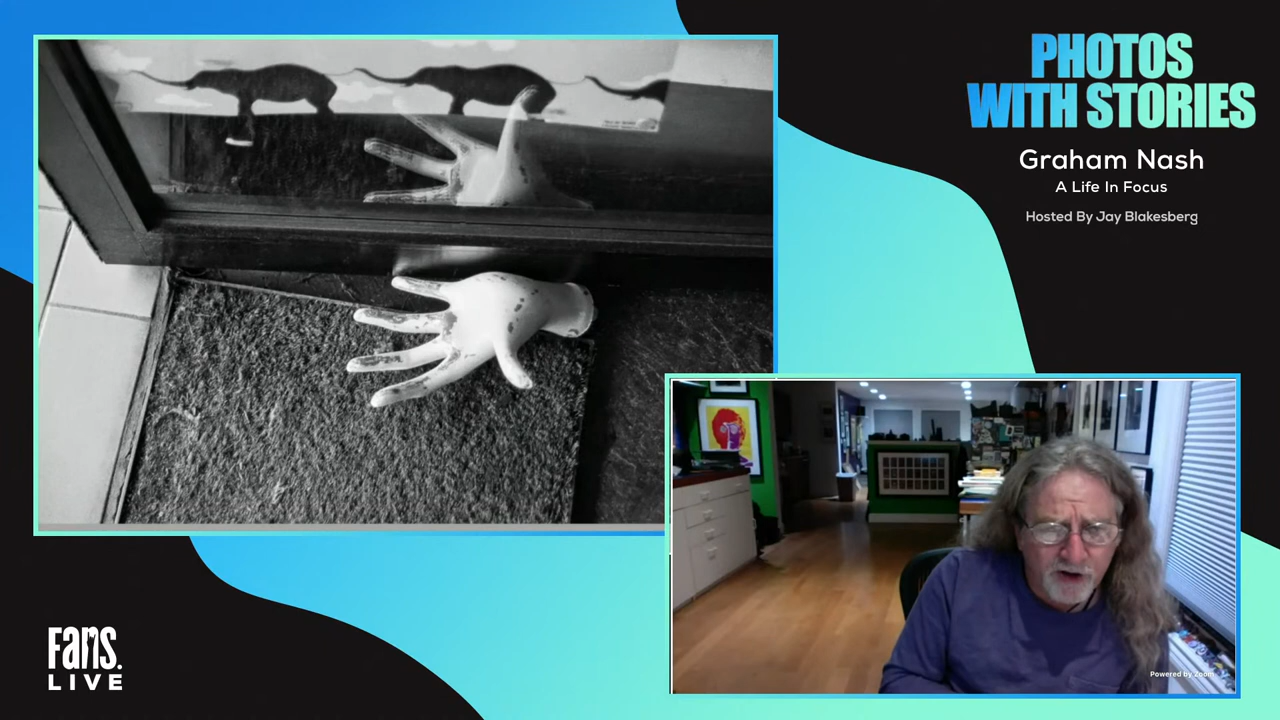 PHOTOS
WITH STORIES
Graham Nash
A Life In Focus
Hosted By Jay Blakesberg
Fans.
LIVE
Powered by Zoom